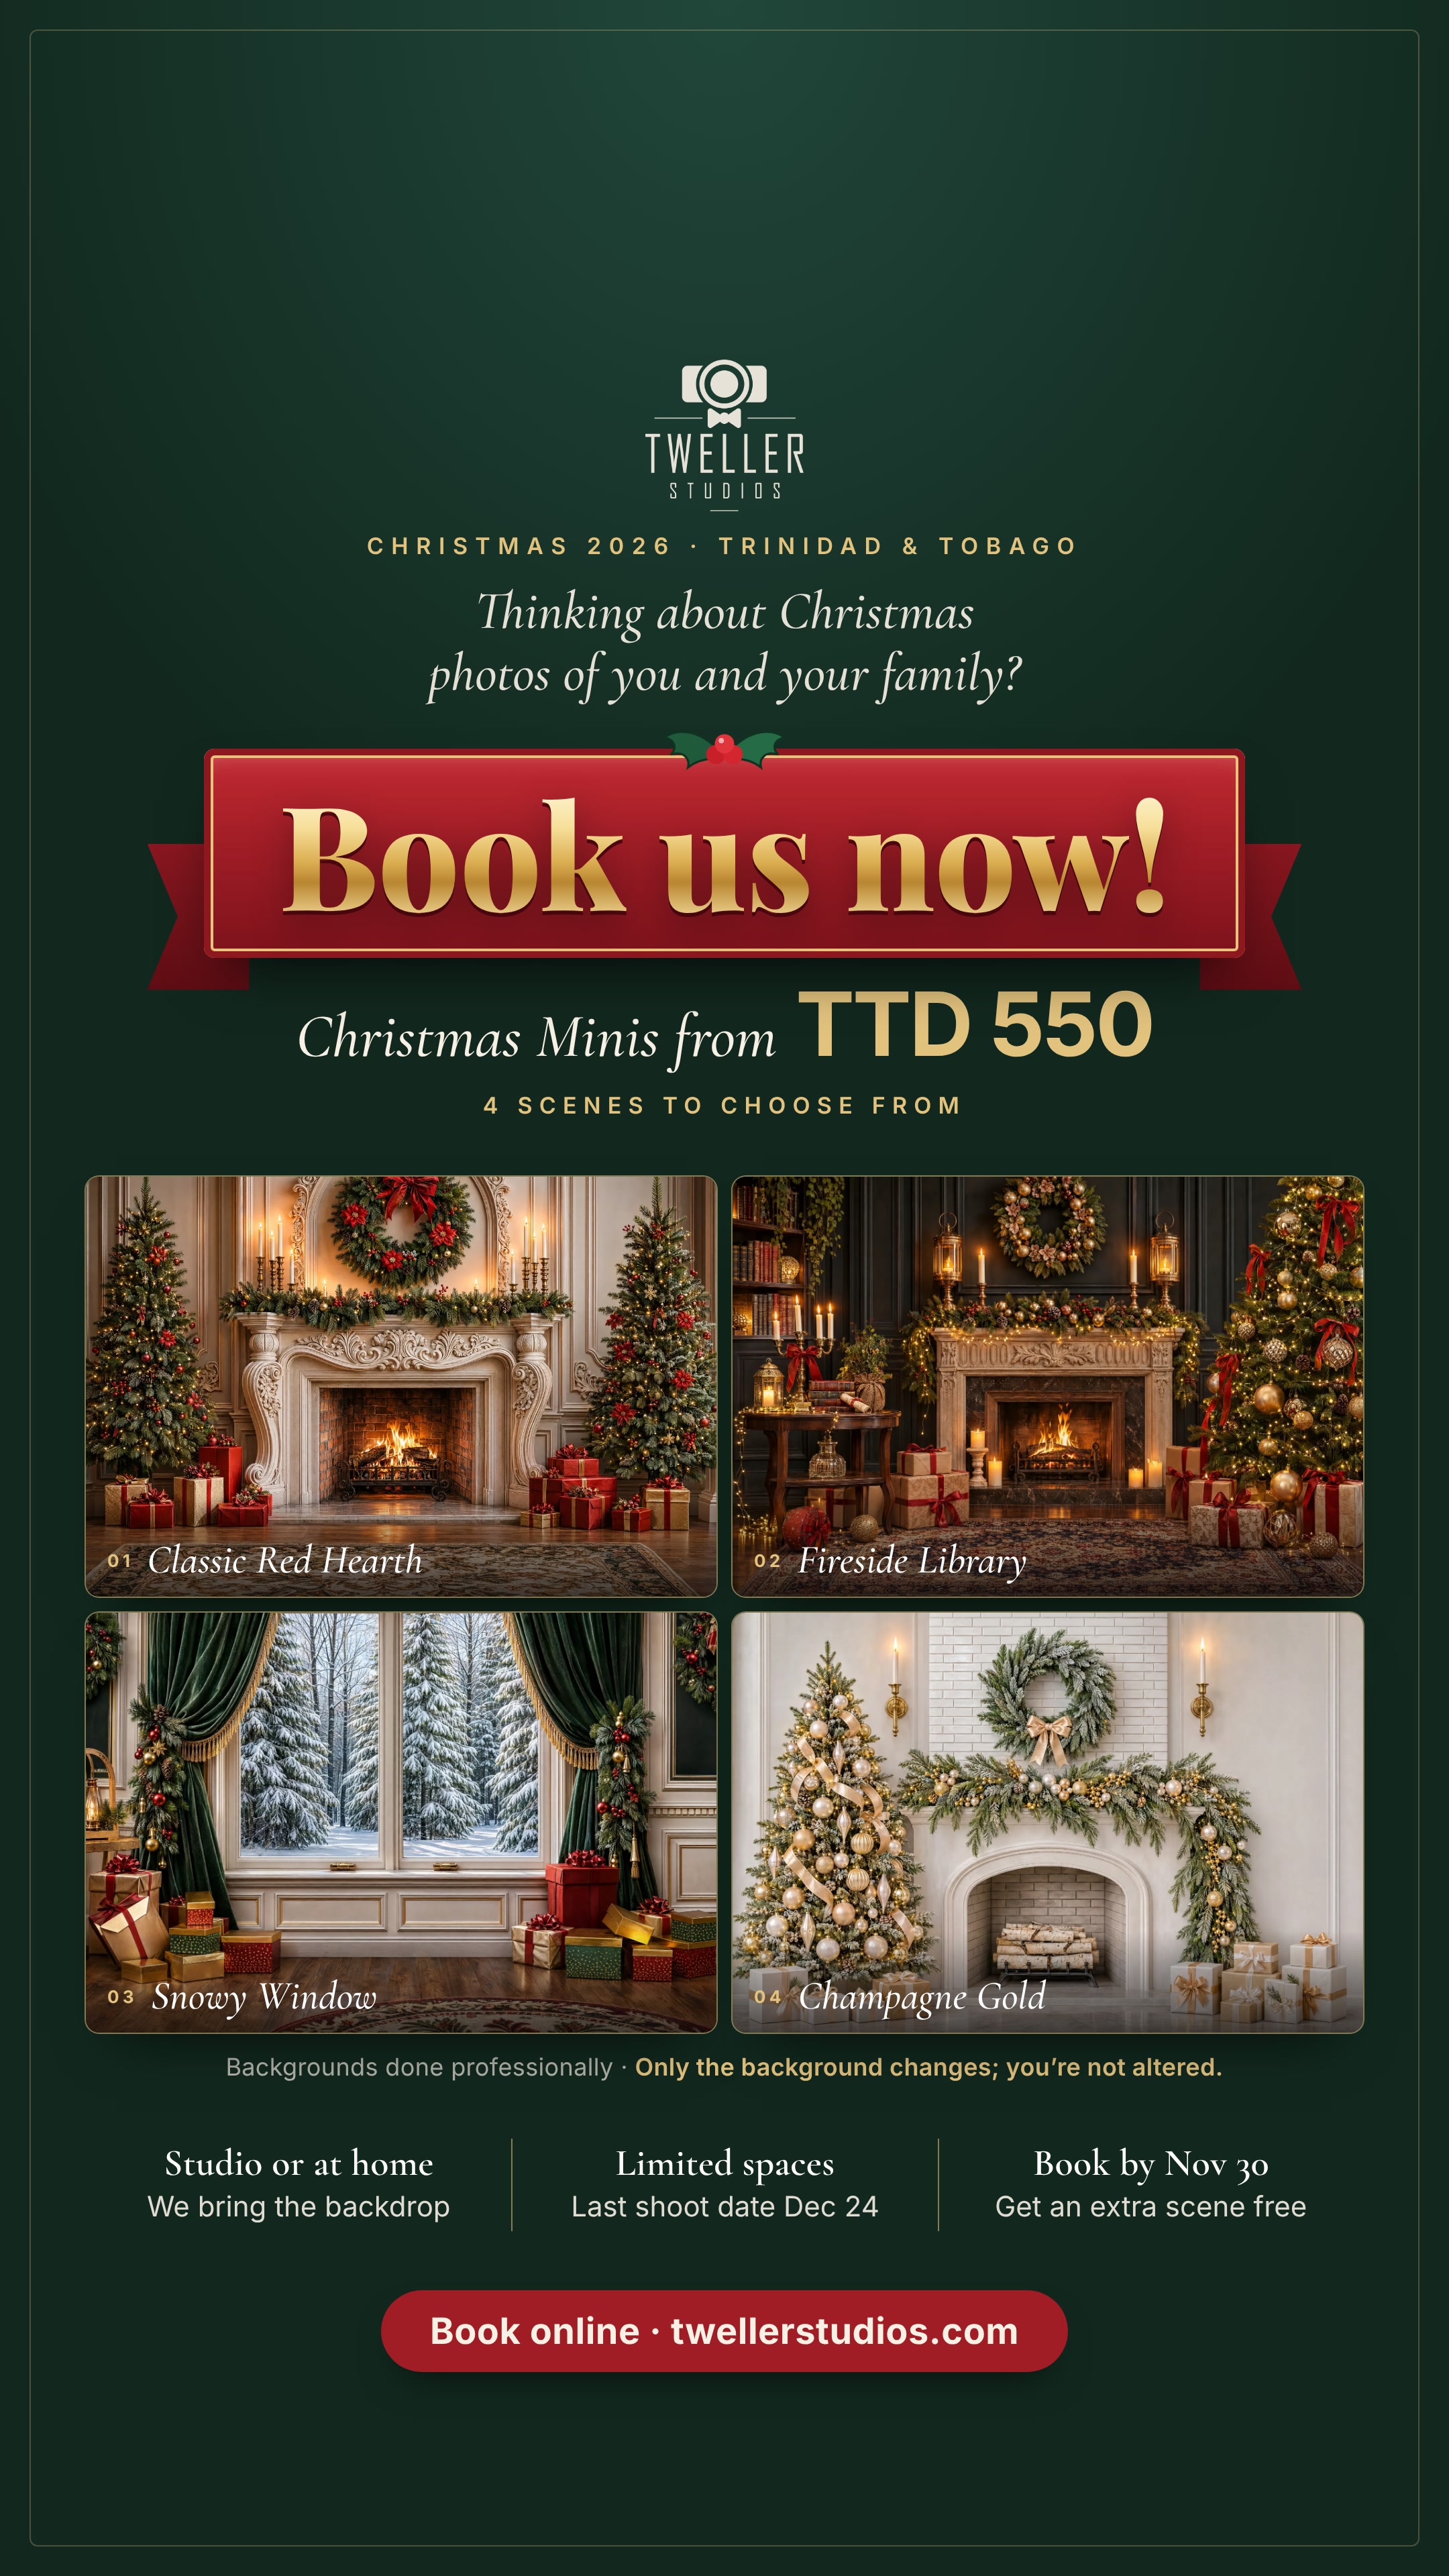 TWELLER
STUDIOS
CHRISTMAS 2026 · TRINIDAD & TOBAGO
Thinking about Christmas
photos of you and your family?
Book us now!
Christmas Minis from TTD 550
4 SCENES TO CHOOSE FROM
01 Classic Red Hearth
02 Fireside Library
03 Snowy Window
04 Champagne Gold
Backgrounds done professionally · Only the background changes; you’re not altered.
Studio or at home
We bring the backdrop
Limited spaces
Last shoot date Dec 24
Book by Nov 30
Get an extra scene free
Book online · twellerstudios.com